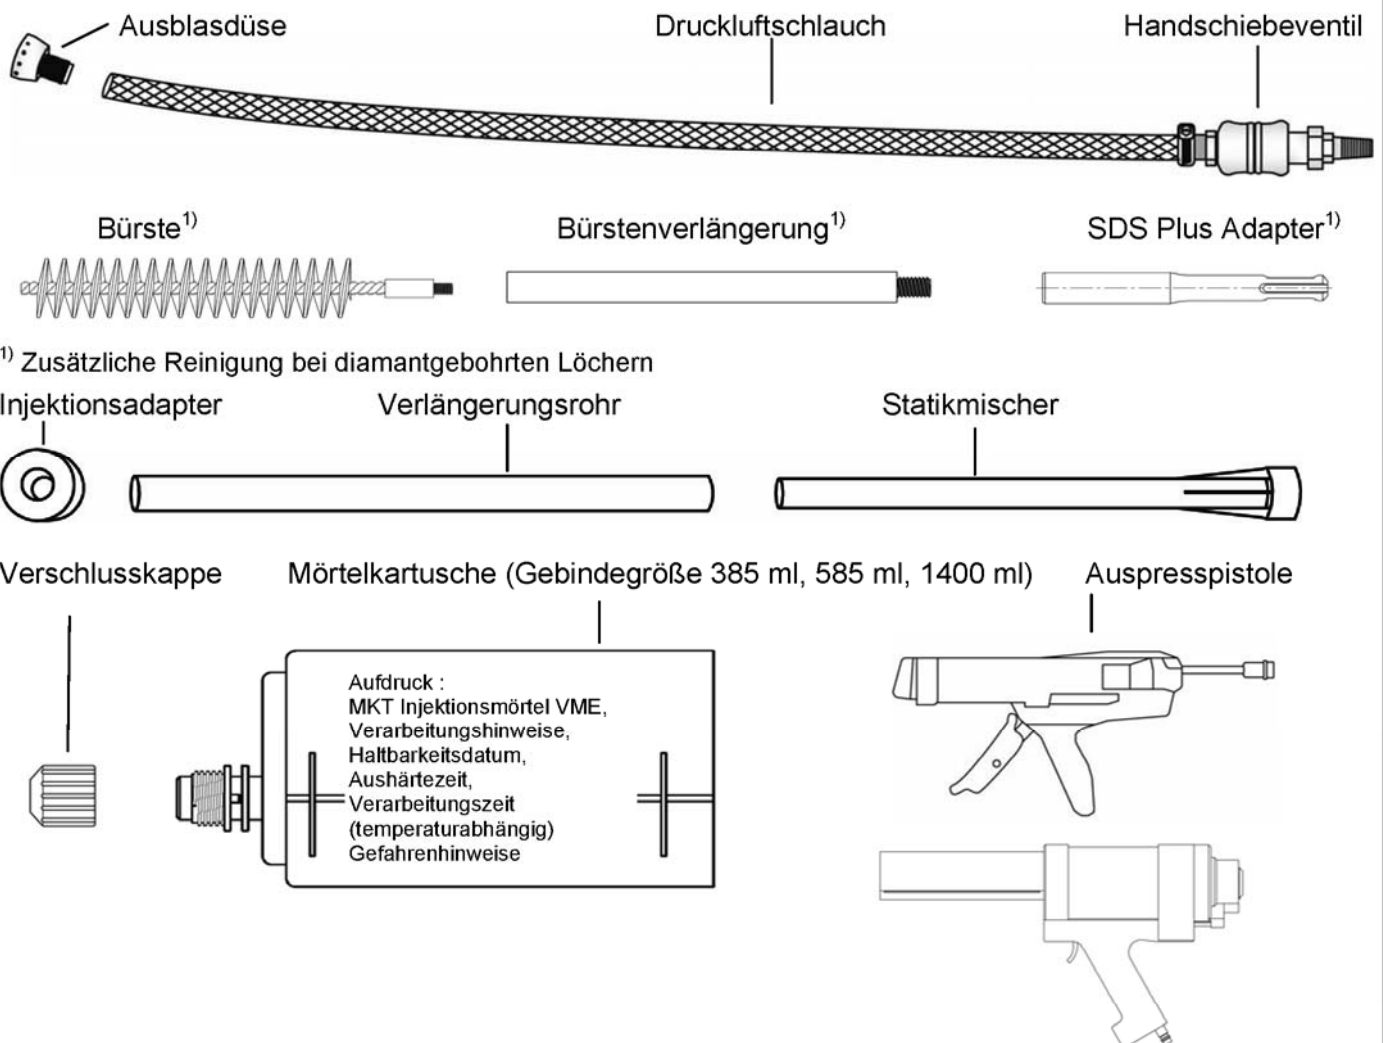 Ausblasdüse Druckluftschlauch Handschiebeventil
Bürste1) Bürstenverlängerung1) SDS Plus Adapter1)
1) Zusätzliche Reinigung bei diamantgebohrten Löchern
Injektionsadapter Verlängerungsrohr Statikmischer
Verschlusskappe Mörtelkartusche (Gebindegröße 385 ml, 585 ml, 1400 ml) Auspresspistole
Aufdruck :
MKT Injektionsmörtel VME,
Verarbeitungshinweise,
Haltbarkeitsdatum,
Aushärtezeit,
Verarbeitungszeit
(temperaturabhängig)
Gefahrenhinweise